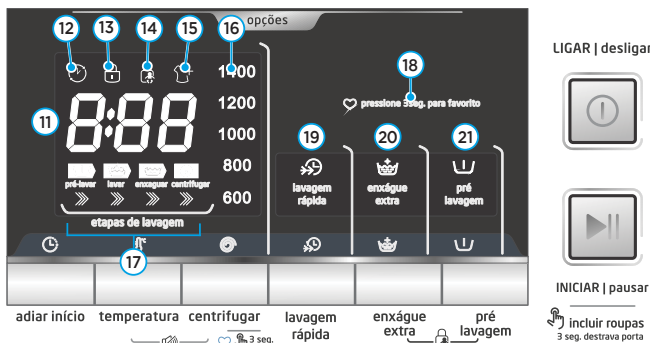 opções
12
13
14
15
16
11
8:88
1400
1200
1000
800
600
pré-lavar
lavar
enxaguar
centrifugar
etapas de lavagem
17
18
pressione 3seg. para favorito
19
20
21
lavagem
rápida
enxágue
extra
pré
lavagem
adiar início
temperatura
centrifugar
lavagem
rápida
enxágue
extra
pré
lavagem
3 seg.
LIGAR | desligar
INICIAR | pausar
incluir roupas
3 seg. destrava porta